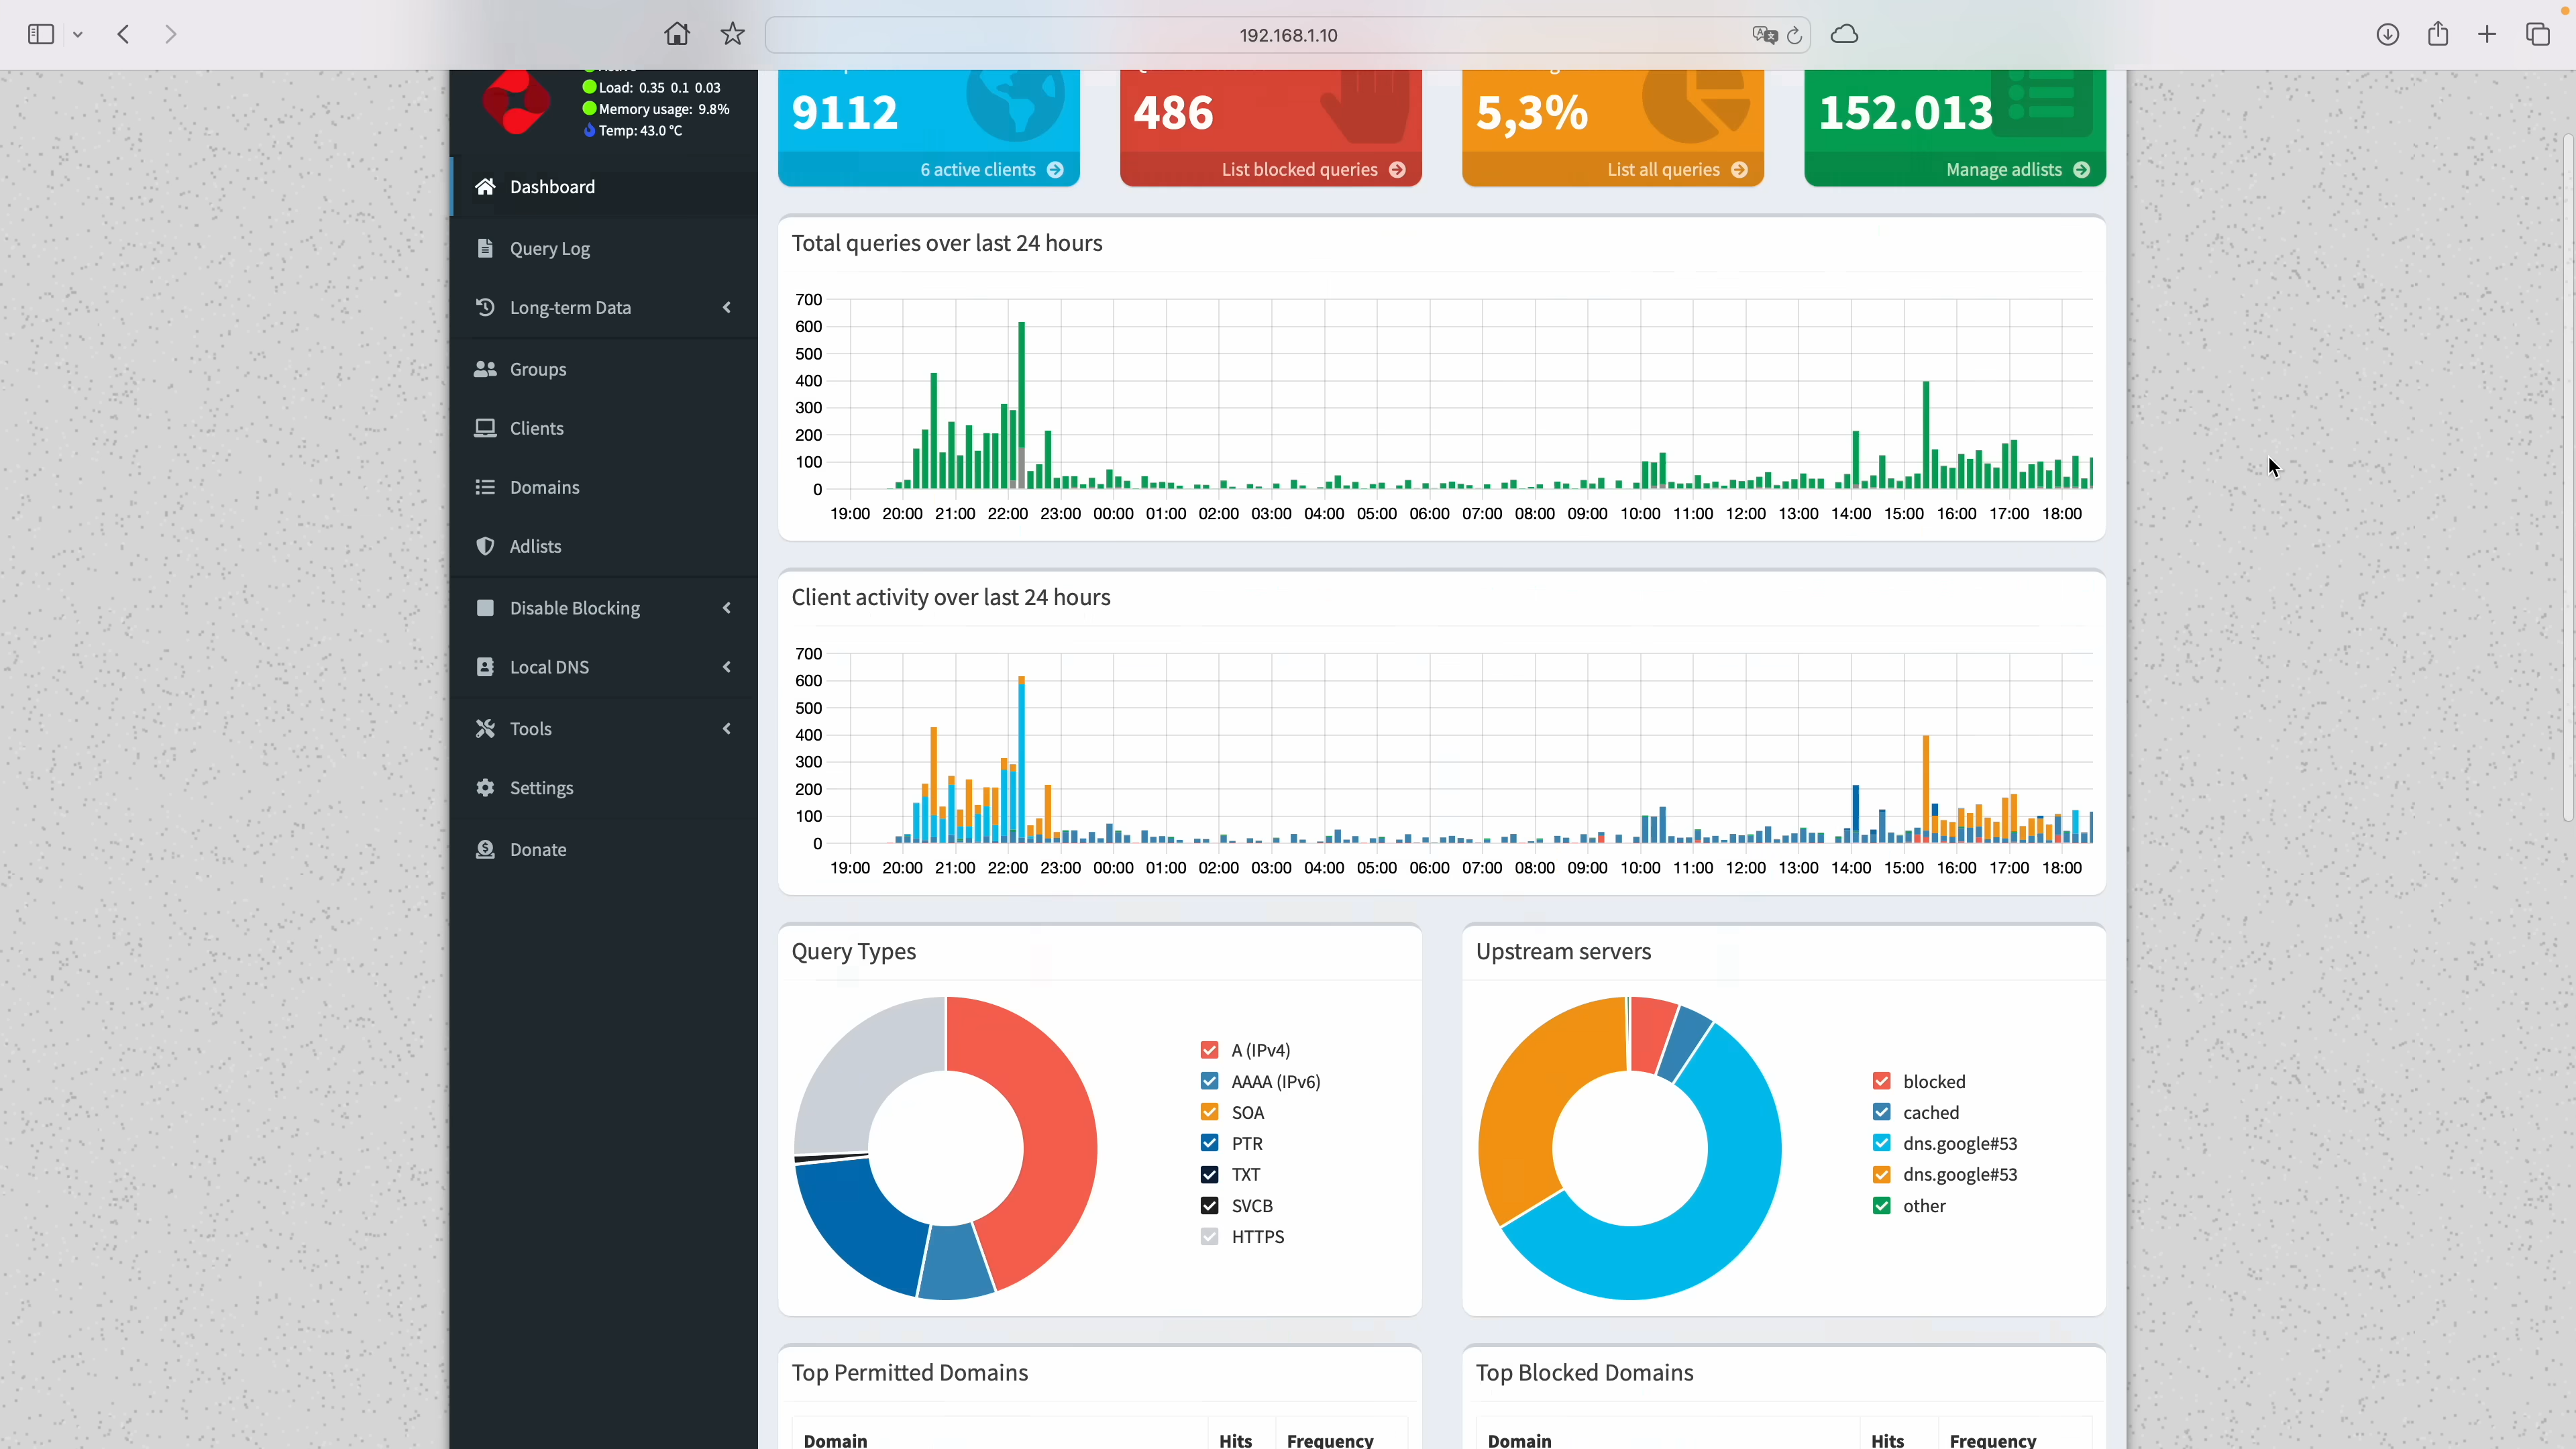 192.168.1.10
Load: 0.35 0.1 0.03
Memory usage: 9.8%
Temp: 43.0 °C
9112
6 active clients
486
List blocked queries
5,3%
List all queries
152.013
Manage adlists
Dashboard
Query Log
Long-term Data
Groups
Clients
Domains
Adlists
Disable Blocking
Local DNS
Tools
Settings
Donate
Total queries over last 24 hours
700
600
500
400
300
200
100
0
19:00 20:00 21:00 22:00 23:00 00:00 01:00 02:00 03:00 04:00 05:00 06:00 07:00 08:00 09:00 10:00 11:00 12:00 13:00 14:00 15:00 16:00 17:00 18:00
Client activity over last 24 hours
700
600
500
400
300
200
100
0
19:00 20:00 21:00 22:00 23:00 00:00 01:00 02:00 03:00 04:00 05:00 06:00 07:00 08:00 09:00 10:00 11:00 12:00 13:00 14:00 15:00 16:00 17:00 18:00
Query Types
A (IPv4)
AAAA (IPv6)
SOA
PTR
TXT
SVCB
HTTPS
Upstream servers
blocked
cached
dns.google#53
dns.google#53
other
Top Permitted Domains
Domain Hits Frequency
Top Blocked Domains
Domain Hits Frequency